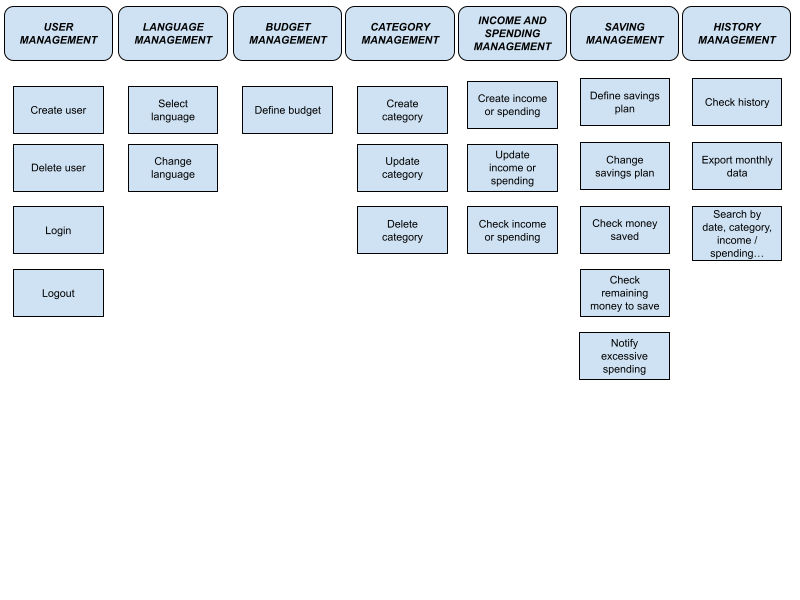 USER
MANAGEMENT
LANGUAGE
MANAGEMENT
BUDGET
MANAGEMENT
CATEGORY
MANAGEMENT
INCOME AND
SPENDING
MANAGEMENT
SAVING
MANAGEMENT
HISTORY
MANAGEMENT
Create user
Select
language
Define budget
Create
category
Create income
or spending
Define savings
plan
Check history
Delete user
Change
language
Update
category
Update
income or
spending
Change
savings plan
Export monthly
data
Login
Delete
category
Check income
or spending
Check money
saved
Search by
date, category,
income /
spending…
Logout
Check
remaining
money to save
Notify
excessive
spending